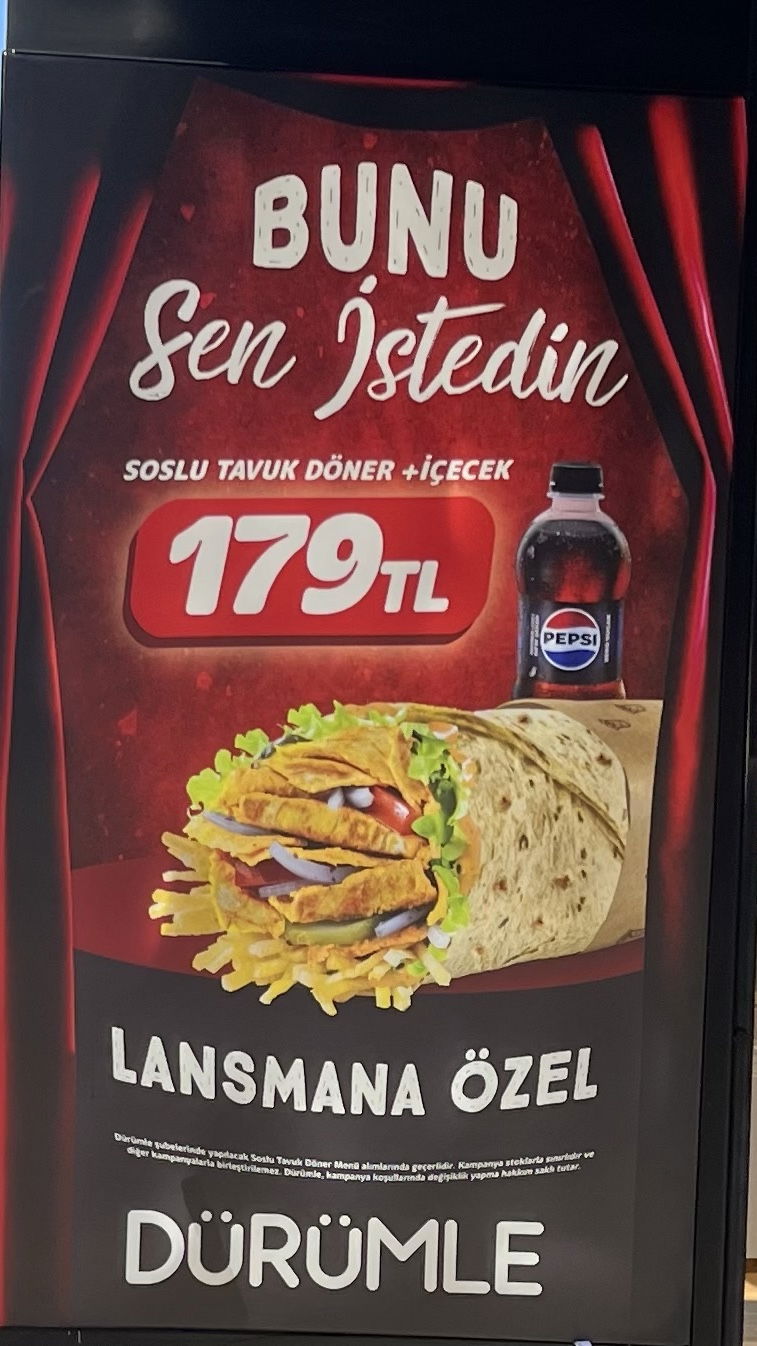 BUNU
Sen İstedin
SOSLU TAVUK DÖNER +İÇECEK
179TL
PEPSI
LANSMANA ÖZEL
Dürümle şubelerinde yapılacak Soslu Tavuk Döner Menü alımlarında geçerlidir. Kampanya stoklarla sınırlıdır ve
diğer kampanyalarla birleştirilemez. Dürümle, kampanya koşullarında değişiklik yapma hakkını saklı tutar.
DÜRÜMLE